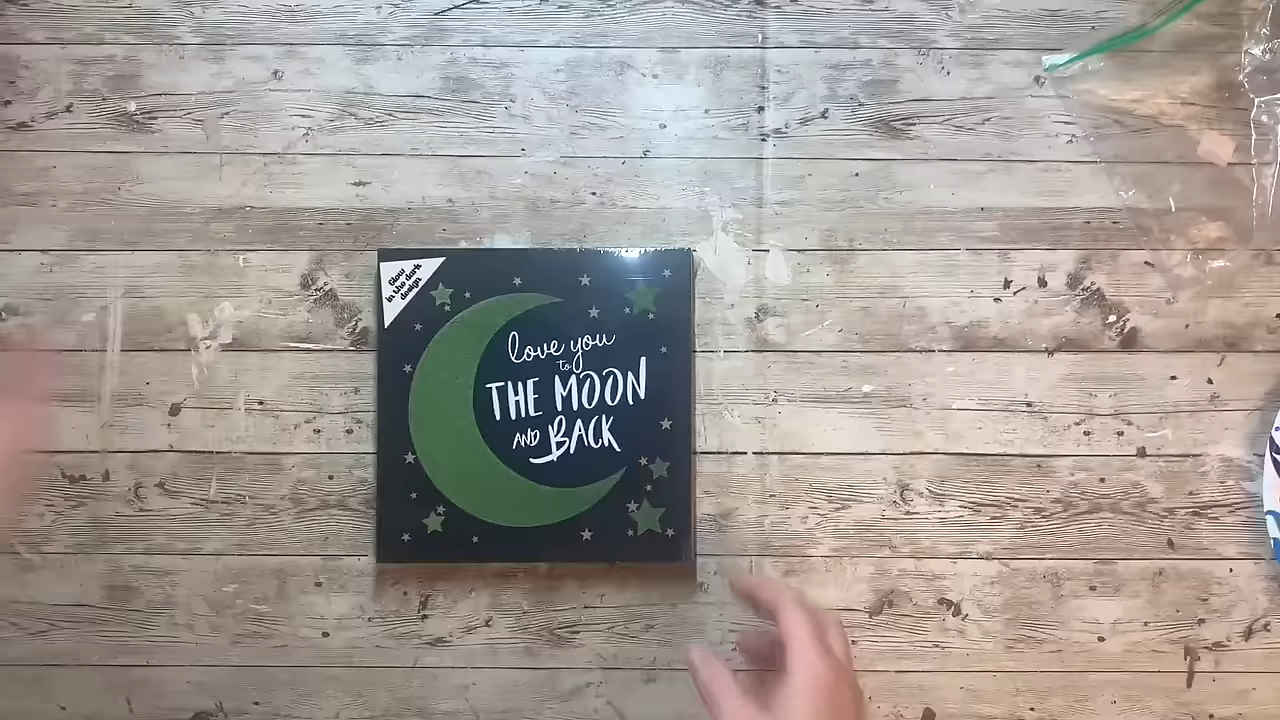 Glow
in the dark
design
love you
to
THE MOON
AND BACK